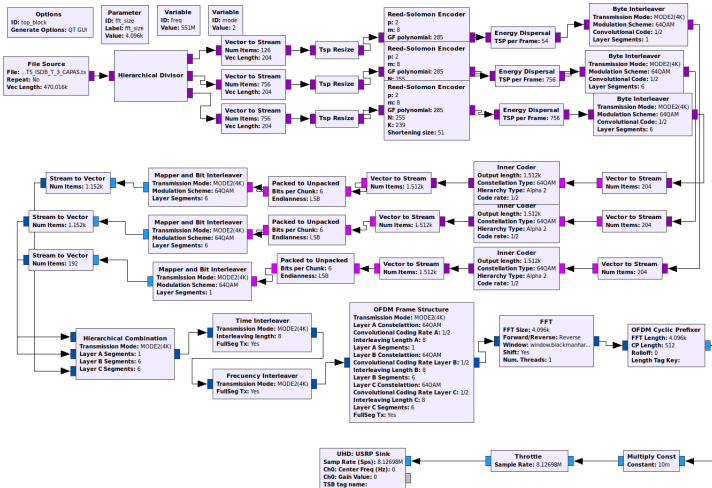 Options
ID: top_block
Generate Options: QT GUI
Parameter
ID: fft_size
Label: fft_size
Value: 4.096k
Variable
ID: freq
Value: 551M
Variable
ID: mode
Value: 2
File Source
File: ...TS_ISDB_T_3_CAPAS.ts
Repeat: No
Vec Length: 470.016k
Hierarchical Divisor
Vector to Stream
Num Items: 126
Vec Length: 204
Tsp Resize
Reed-Solomon Encoder
p: 2
m: 8
GF polynomial: 285
Energy Dispersal
TSP per Frame: 54
Byte Interleaver
Transmission Mode: MODE2(4K)
Modulation Scheme: 64QAM
Convolutional Code: 1/2
Layer Segments: 1
Vector to Stream
Num Items: 756
Vec Length: 204
Tsp Resize
Reed-Solomon Encoder
p: 2
m: 8
GF polynomial: 285
N: 255
Energy Dispersal
TSP per Frame: 756
Byte Interleaver
Transmission Mode: MODE2(4K)
Modulation Scheme: 64QAM
Convolutional Code: 1/2
Layer Segments: 6
Vector to Stream
Num Items: 756
Vec Length: 204
Tsp Resize
Reed-Solomon Encoder
p: 2
m: 8
GF polynomial: 285
N: 255
K: 239
Shortening size: 51
Energy Dispersal
TSP per Frame: 756
Byte Interleaver
Transmission Mode: MODE2(4K)
Modulation Scheme: 64QAM
Convolutional Code: 1/2
Layer Segments: 6
Stream to Vector
Num Items: 1.152k
Mapper and Bit Interleaver
Transmission Mode: MODE2(4K)
Modulation Scheme: 64QAM
Layer Segments: 6
Packed to Unpacked
Bits per Chunk: 6
Endianness: LSB
Vector to Stream
Num Items: 1.512k
Inner Coder
Output length: 1.512k
Constellation Type: 64QAM
Hierarchy Type: Alpha 2
Code rate: 1/2
Vector to Stream
Num Items: 204
Stream to Vector
Num Items: 1.152k
Mapper and Bit Interleaver
Transmission Mode: MODE2(4K)
Modulation Scheme: 64QAM
Layer Segments: 6
Packed to Unpacked
Bits per Chunk: 6
Endianness: LSB
Vector to Stream
Num Items: 1.512k
Output length: 1.512k
Constellation Type: 64QAM
Hierarchy Type: Alpha 2
Code rate: 1/2
Vector to Stream
Num Items: 204
Stream to Vector
Num Items: 192
Mapper and Bit Interleaver
Transmission Mode: MODE2(4K)
Modulation Scheme: 64QAM
Layer Segments: 1
Packed to Unpacked
Bits per Chunk: 6
Endianness: LSB
Vector to Stream
Num Items: 1.512k
Inner Coder
Output length: 1.512k
Constellation Type: 64QAM
Hierarchy Type: Alpha 2
Code rate: 1/2
Vector to Stream
Num Items: 204
Hierarchical Combination
Transmission Mode: MODE2(4K)
Layer A Segments: 1
Layer B Segments: 6
Layer C Segments: 6
Time Interleaver
Transmission Mode: MODE2(4K)
Interleaving length: 8
FullSeg Tx: Yes
Frecuency Interleaver
Transmission Mode: MODE2(4K)
FullSeg Tx: Yes
OFDM Frame Structure
Transmission Mode: MODE2(4K)
Layer A Constelattion: 64QAM
Convolutional Coding Rate A: 1/2
Interleaving Length A: 8
Layer A Segments: 1
Layer B Constelattion: 64QAM
Convolutional Coding Rate Layer B: 1/2
Interleaving Length B: 8
Layer B Segments: 6
Layer C Constelattion: 64QAM
Convolutional Coding Rate Layer C: 1/2
Interleaving Length C: 8
Layer C Segments: 6
FullSeg Tx: Yes
FFT
FFT Size: 4.096k
Forward/Reverse: Reverse
Window: window.blackmanhar...
Shift: Yes
Num. Threads: 1
OFDM Cyclic Prefixer
FFT Length: 4.096k
CP Length: 512
Rolloff: 0
Length Tag Key:
UHD: USRP Sink
Samp Rate (Sps): 8.12698M
Ch0: Center Freq (Hz): 0
Ch0: Gain Value: 0
TSB tag name:
Throttle
Sample Rate: 8.12698M
Multiply Const
Constant: 10m